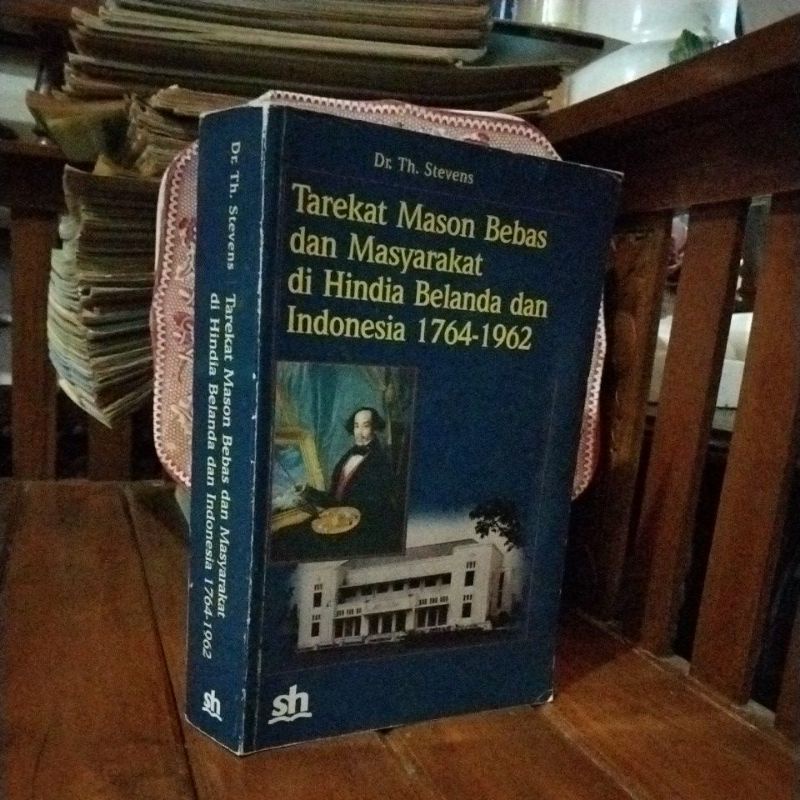 Dr. Th. Stevens
Tarekat Mason Bebas
dan Masyarakat
di Hindia Belanda dan
Indonesia 1764-1962
sh
Dr. Th. Stevens
Tarekat Mason Bebas dan Masyarakat
di Hindia Belanda dan Indonesia 1764-1962
sh